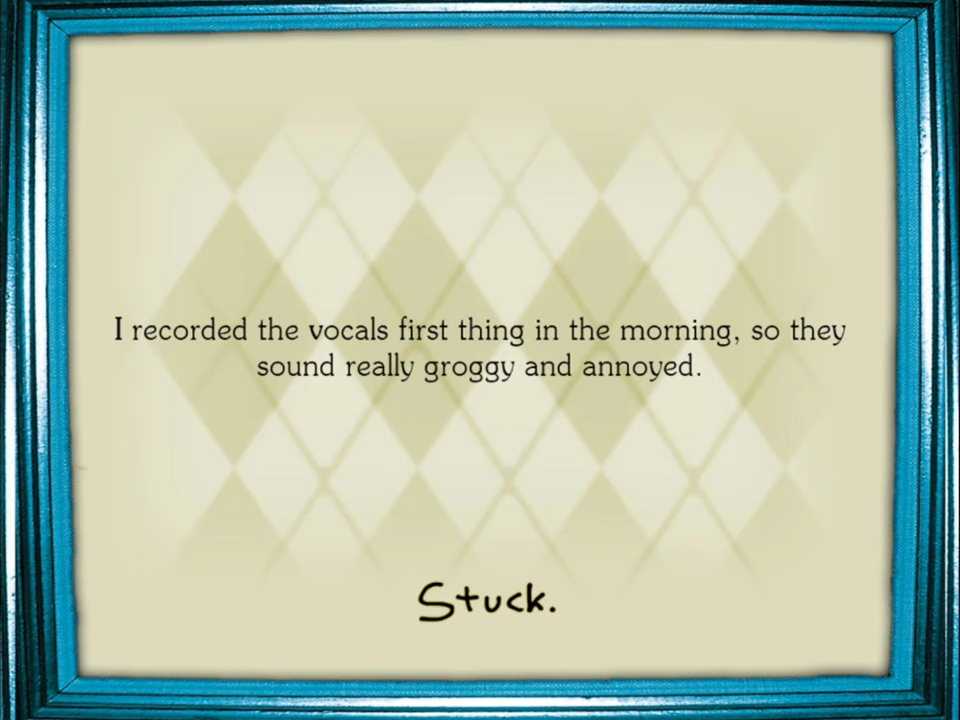 I recorded the vocals first thing in the morning, so they
sound really groggy and annoyed.
Stuck.